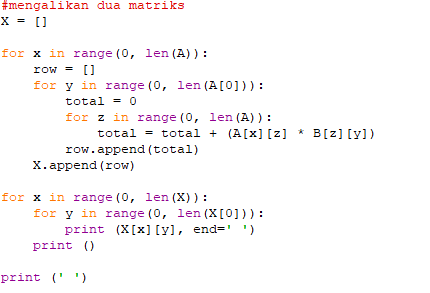 #mengalikan dua matriks
X = []

for x in range(0, len(A)):
    row = []
    for y in range(0, len(A[0])):
        total = 0
        for z in range(0, len(A)):
            total = total + (A[x][z] * B[z][y])
        row.append(total)
    X.append(row)

for x in range(0, len(X)):
    for y in range(0, len(X[0])):
        print (X[x][y], end=' ')
    print ()

print (' ')